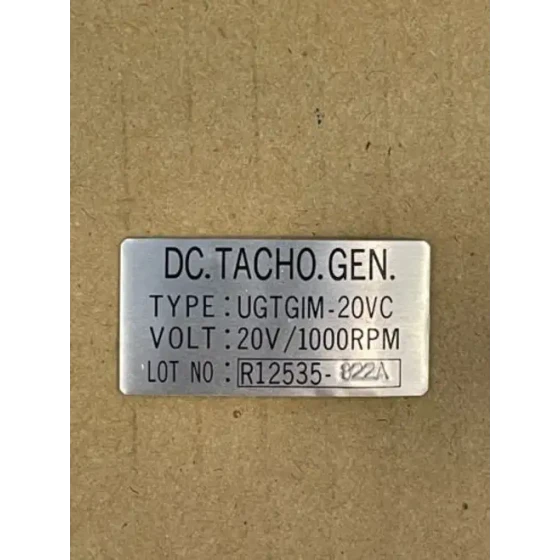 DC.TACHO.GEN.
TYPE : UGTGIM-20VC
VOLT : 20V/1000RPM
LOT NO : R12535-822A